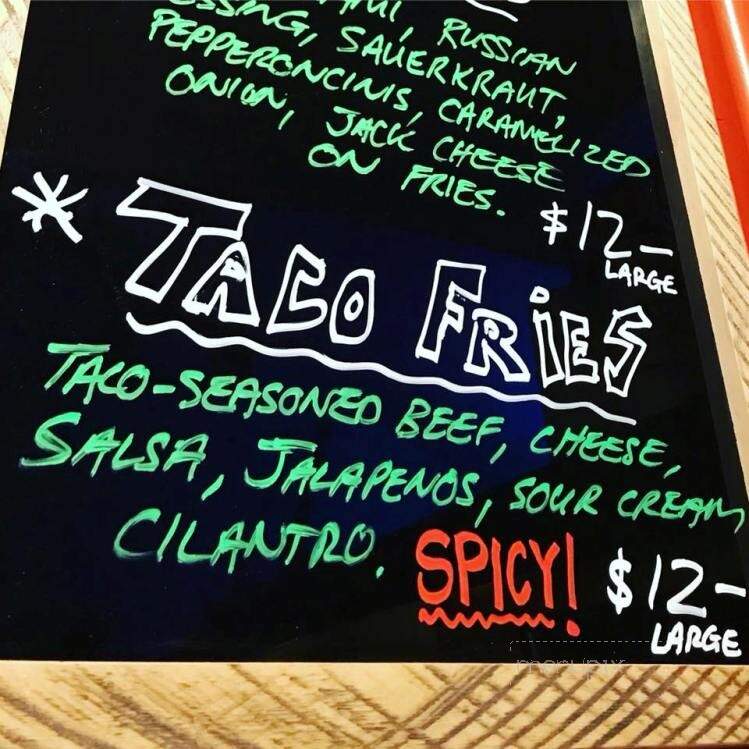 RUSSIAN
SAUERKRAUT,
PEPPERONCINIS, CARAMELIZED
ONION, JACK CHEESE
ON FRIES. $12-
LARGE
* TACO FRIES
TACO-SEASONED BEEF, CHEESE,
SALSA, JALAPENOS, SOUR CREAM
CILANTRO. SPICY! $12-
LARGE